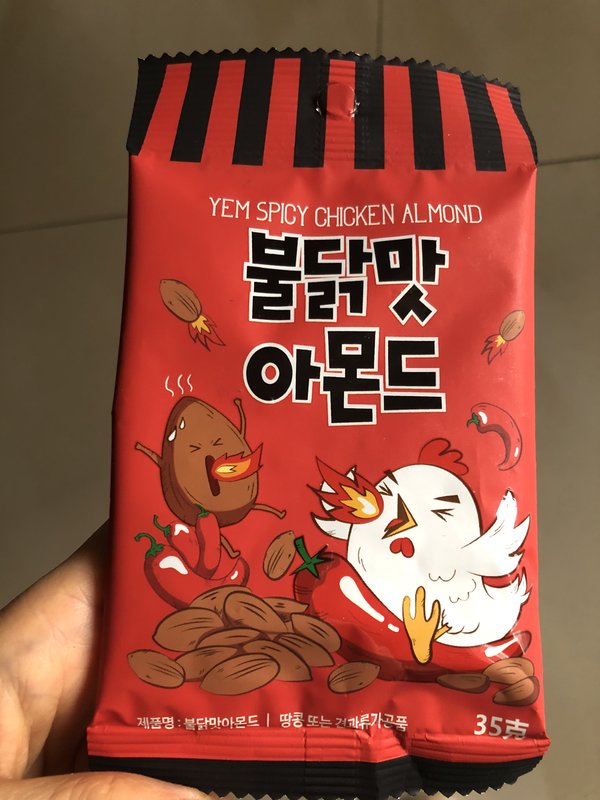 YEM SPICY CHICKEN ALMOND
불닭맛
아몬드
제품명 : 불닭맛아몬드 | 땅콩 또는 견과류가공품
35克